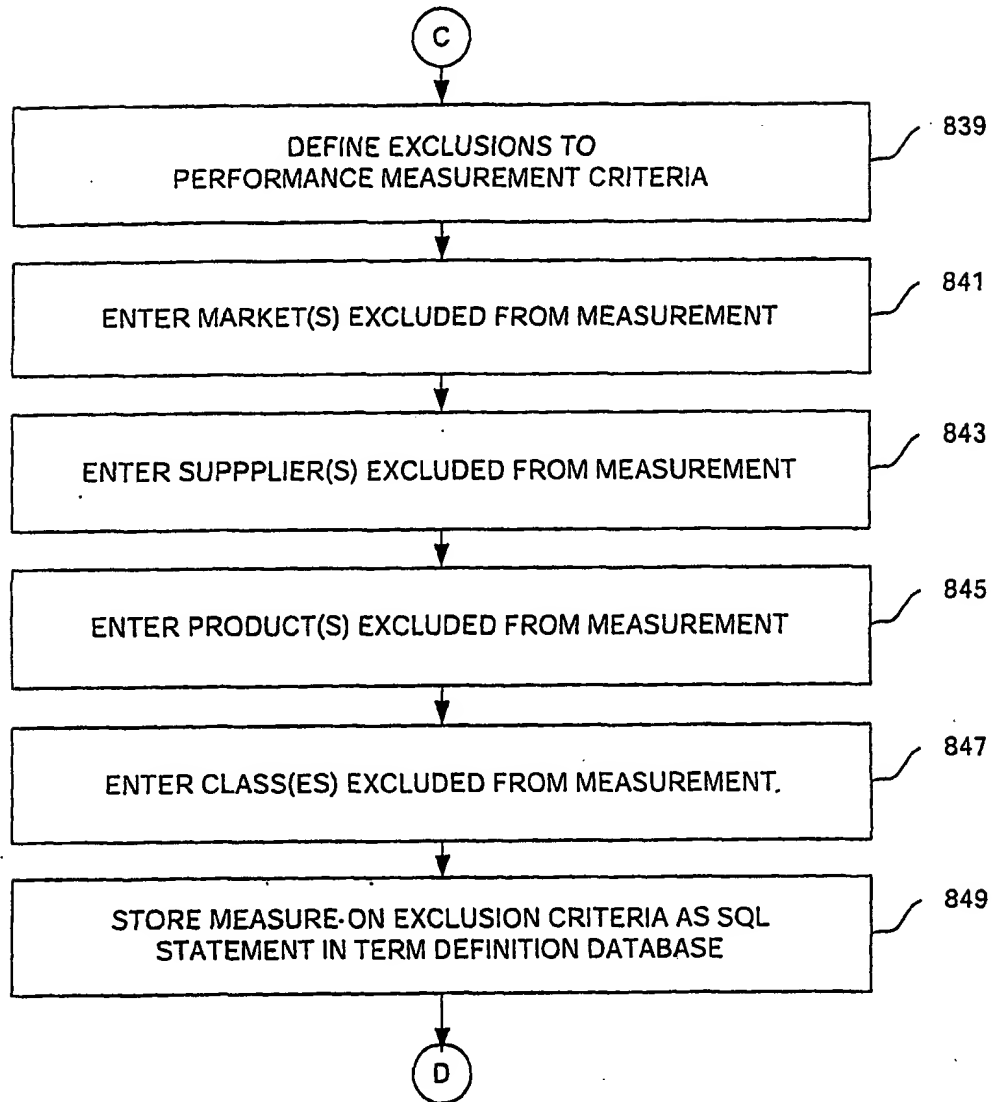 C
DEFINE EXCLUSIONS TO
PERFORMANCE MEASUREMENT CRITERIA
839
ENTER MARKET(S) EXCLUDED FROM MEASUREMENT
841
ENTER SUPPPLIER(S) EXCLUDED FROM MEASUREMENT
843
ENTER PRODUCT(S) EXCLUDED FROM MEASUREMENT
845
ENTER CLASS(ES) EXCLUDED FROM MEASUREMENT.
847
STORE MEASURE-ON EXCLUSION CRITERIA AS SQL
STATEMENT IN TERM DEFINITION DATABASE
849
D